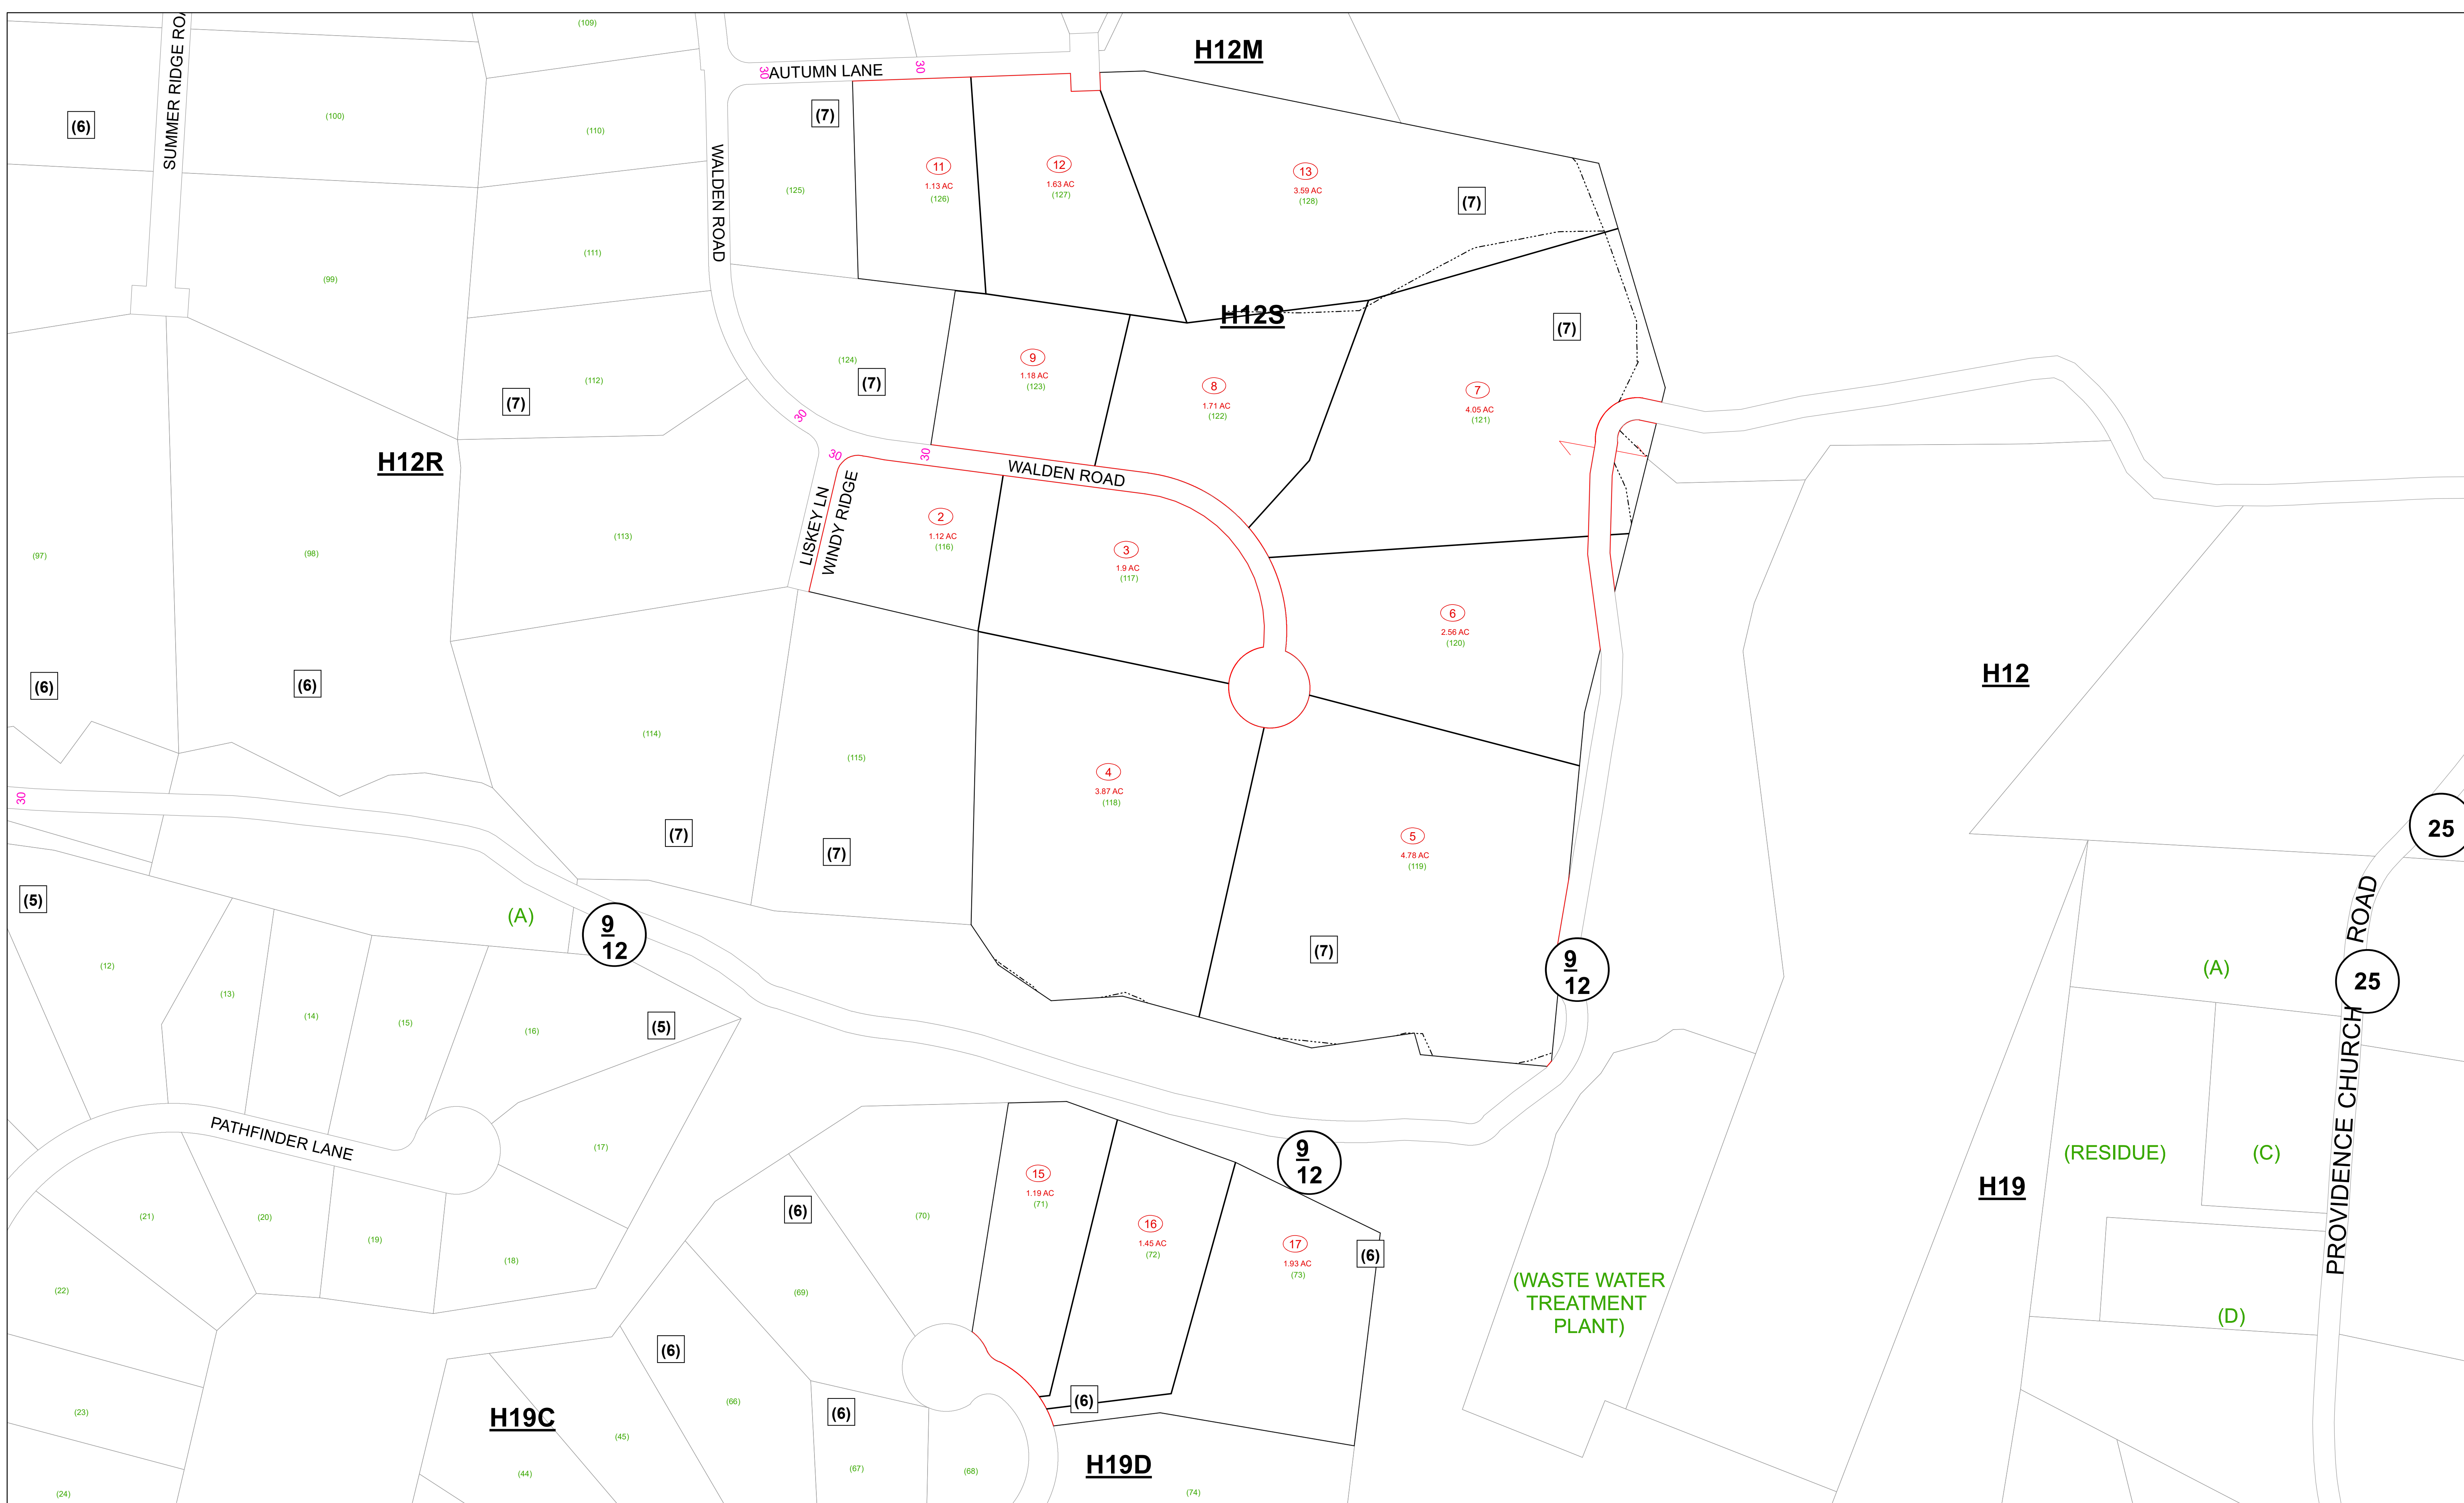 (109)
H12M
SUMMER RIDGE ROA
30
AUTUMN LANE
30
(6)
(100)
(110)
(7)
WALDEN ROAD
(125)
11
1.13 AC
(126)
12
1.63 AC
(127)
13
3.59 AC
(128)
(7)
(99)
(111)
H12S
(7)
(112)
(7)
(124)
(7)
9
1.18 AC
(123)
8
1.71 AC
(122)
7
4.05 AC
(121)
30
30
30
WALDEN ROAD
H12R
LISKEY LN
WINDY RIDGE
2
1.12 AC
(116)
3
1.9 AC
(117)
(97)
(98)
(113)
6
2.56 AC
(120)
(6)
(6)
H12
(114)
(115)
4
3.87 AC
(118)
30
(7)
(7)
5
4.78 AC
(119)
25
(5)
(A)
9
12
(7)
9
12
(A)
25
PROVIDENCE CHURCH ROAD
(12)
(13)
(14)
(15)
(16)
(5)
PATHFINDER LANE
(17)
9
12
(RESIDUE)
(C)
15
1.19 AC
(71)
H19
(21)
(20)
(19)
(18)
(6)
(70)
16
1.45 AC
(72)
17
1.93 AC
(73)
(6)
(22)
(69)
(WASTE WATER
TREATMENT
PLANT)
(D)
(6)
(23)
H19C
(45)
(66)
(6)
(6)
(24)
(44)
(67)
(68)
H19D
(74)